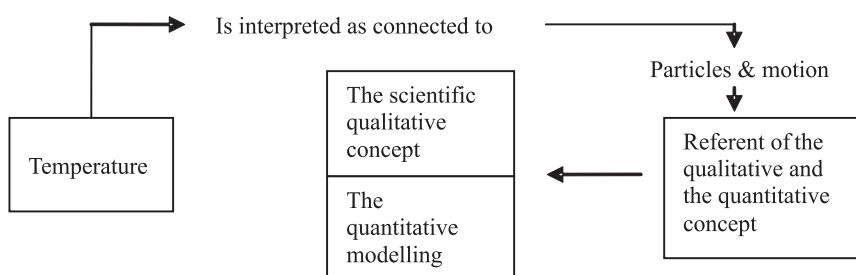 Is interpreted as connected to
Particles & motion
Temperature
The scientific
qualitative
concept
The
quantitative
modelling
Referent of the
qualitative and
the quantitative
concept